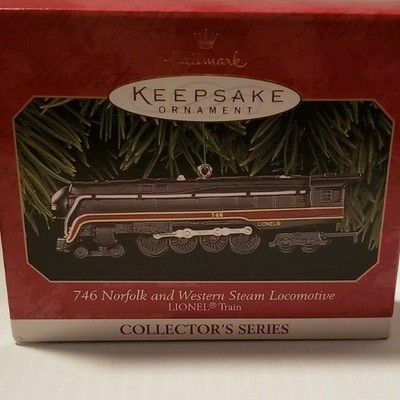 Hallmark
KEEPSAKE
ORNAMENT
746
LIONEL®
746 Norfolk and Western Steam Locomotive
LIONEL® Train
COLLECTOR'S SERIES